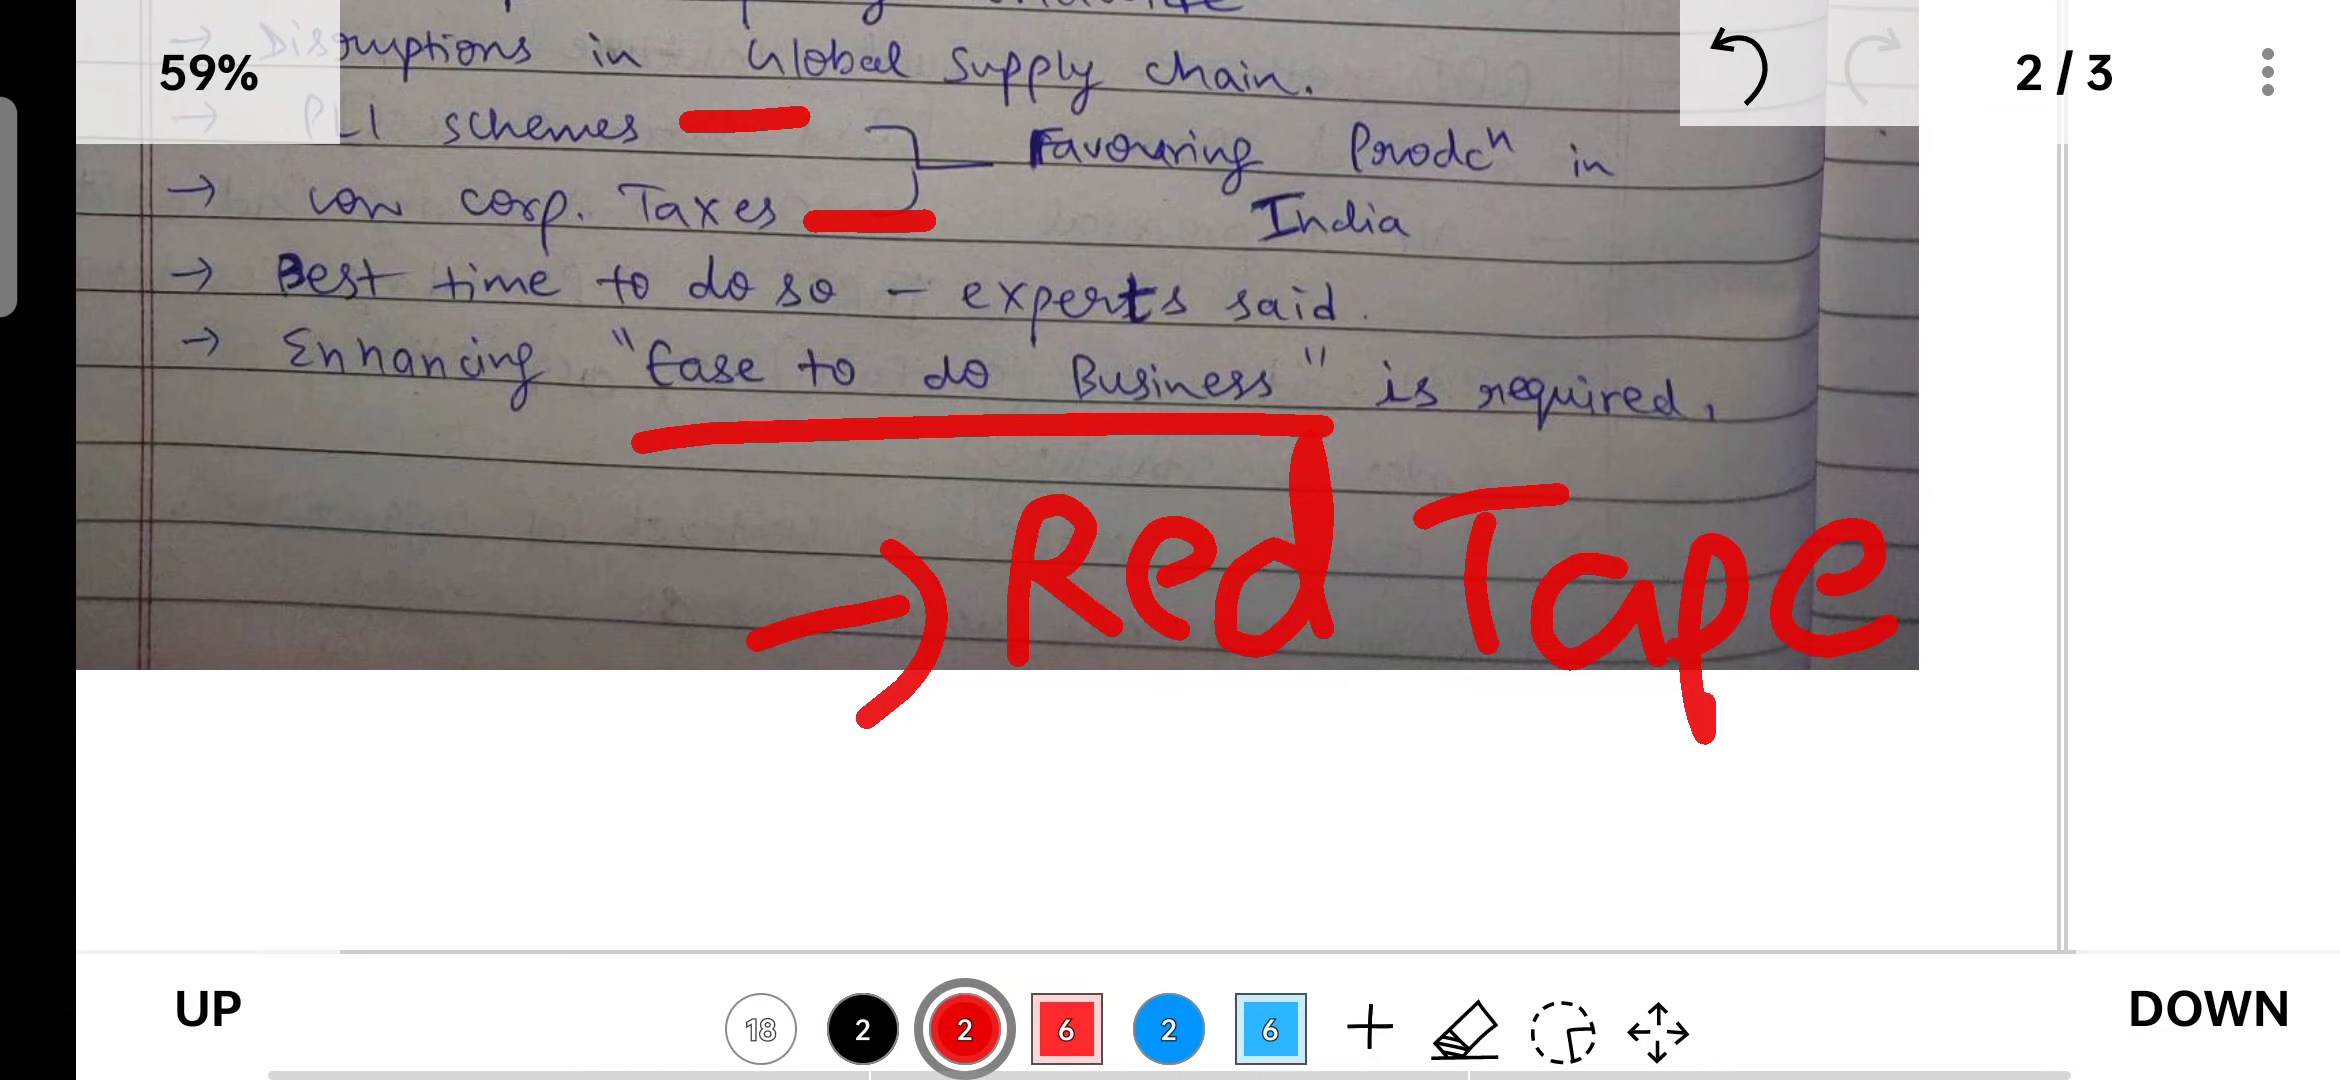 59%
2 / 3
→ Disruptions in Global Supply chain.
→ PLI schemes
Favouring Prodcⁿ in India
→ Low corp. Taxes
→ Best time to do so – experts said.
→ Enhancing "Ease to do Business" is required.
→ Red Tape
UP
18 2 2 6 2 6
DOWN